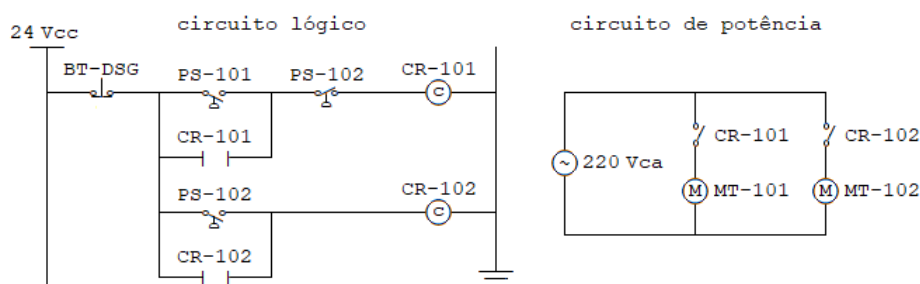 circuito lógico
circuito de potência
24 Vcc
BT-DSG
PS-101
PS-102
CR-101
C
CR-101
PS-102
CR-102
C
CR-102
~
220 Vca
CR-101
CR-102
M
MT-101
M
MT-102